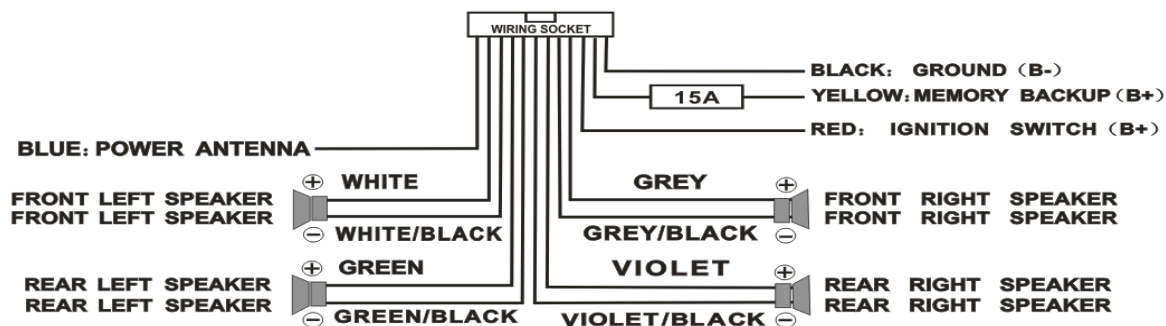 WIRING SOCKET
BLACK: GROUND (B-)
15A
YELLOW: MEMORY BACKUP (B+)
RED: IGNITION SWITCH (B+)
BLUE: POWER ANTENNA
+ WHITE
FRONT LEFT SPEAKER
FRONT LEFT SPEAKER
- WHITE/BLACK
GREY +
FRONT RIGHT SPEAKER
FRONT RIGHT SPEAKER
GREY/BLACK -
+ GREEN
REAR LEFT SPEAKER
REAR LEFT SPEAKER
- GREEN/BLACK
VIOLET +
REAR RIGHT SPEAKER
REAR RIGHT SPEAKER
VIOLET/BLACK -